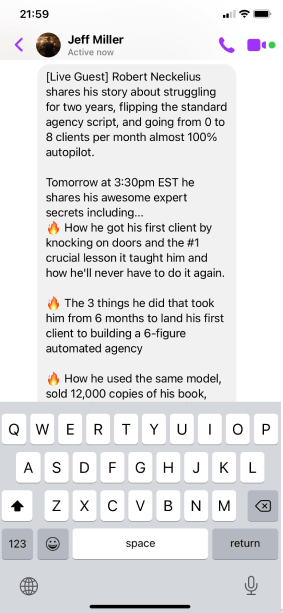 21:59
Jeff Miller
Active now
[Live Guest] Robert Neckelius
shares his story about struggling
for two years, flipping the standard
agency script, and going from 0 to
8 clients per month almost 100%
autopilot.
Tomorrow at 3:30pm EST he
shares his awesome expert
secrets including...
🔥 How he got his first client by
knocking on doors and the #1
crucial lesson it taught him and
how he'll never have to do it again.
🔥 The 3 things he did that took
him from 6 months to land his first
client to building a 6-figure
automated agency
🔥 How he used the same model,
sold 12,000 copies of his book,
Q W E R T Y U I O P
A S D F G H J K L
Z X C V B N M
123 space return